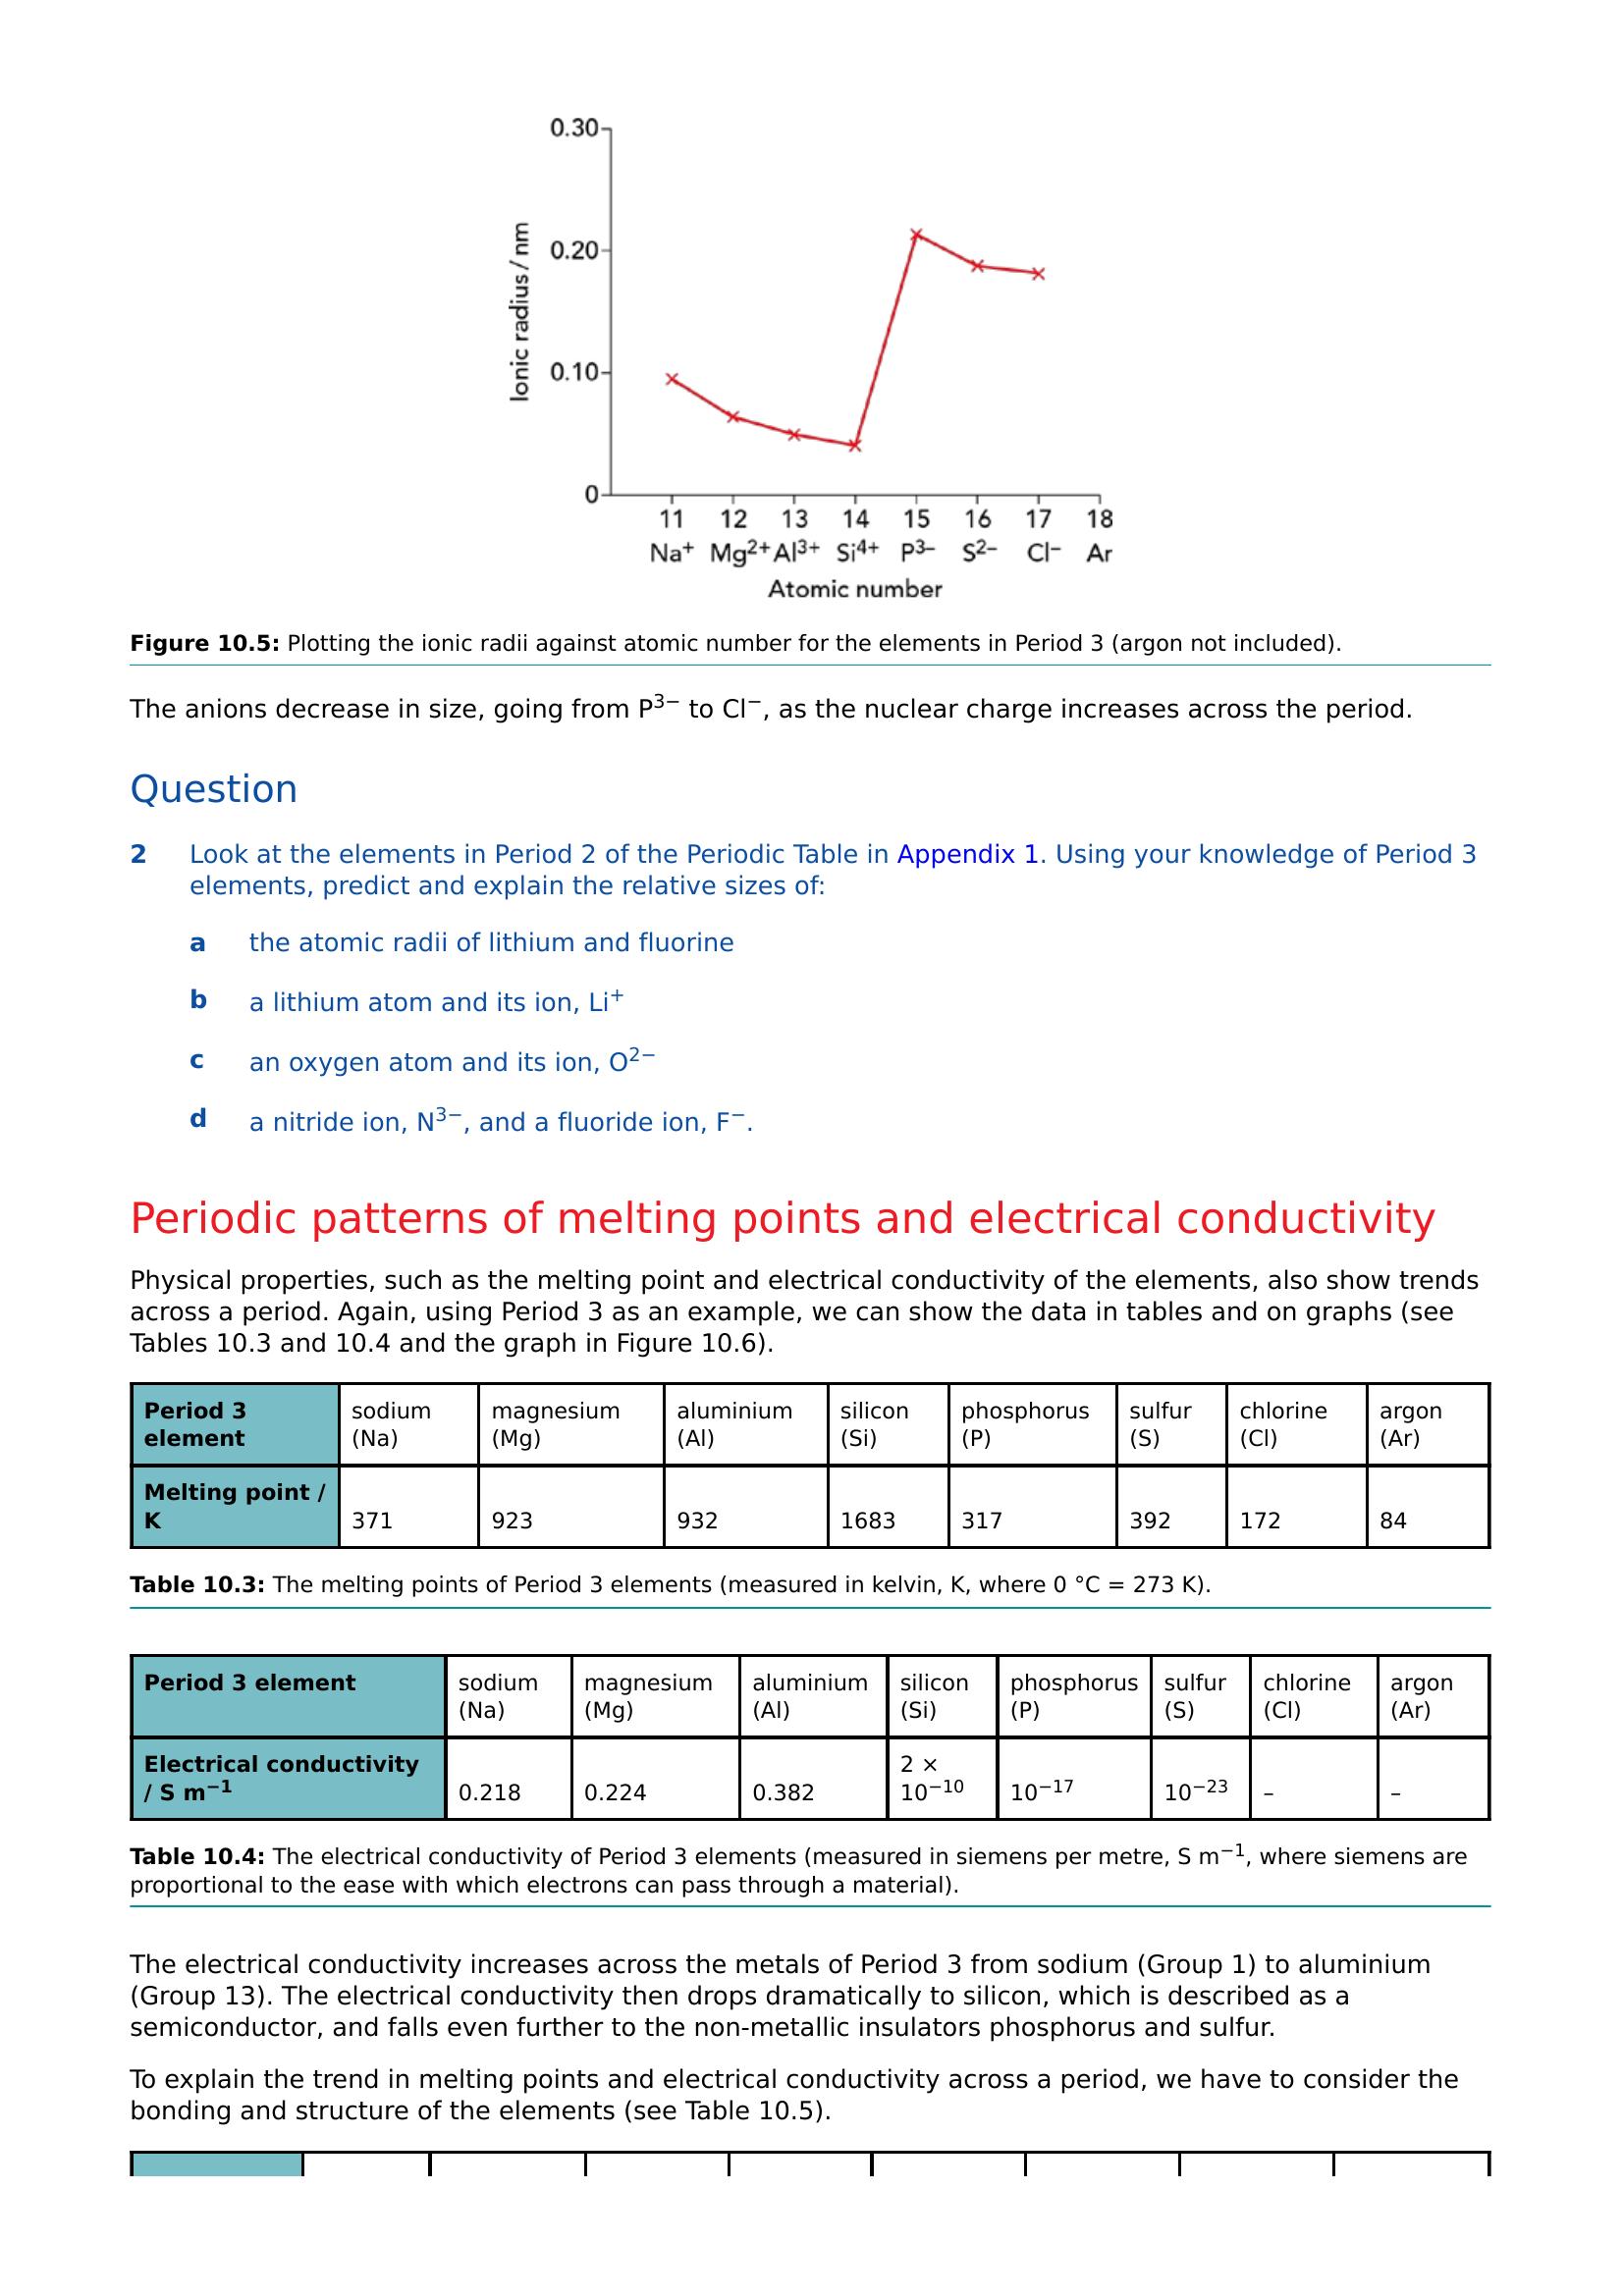 0.30
0.20
0.10
0
Ionic radius / nm
11 12 13 14 15 16 17 18
Na⁺ Mg²⁺ Al³⁺ Si⁴⁺ P³⁻ S²⁻ Cl⁻ Ar
Atomic number
Figure 10.5: Plotting the ionic radii against atomic number for the elements in Period 3 (argon not included).
The anions decrease in size, going from P³⁻ to Cl⁻, as the nuclear charge increases across the period.
Question
2 Look at the elements in Period 2 of the Periodic Table in Appendix 1. Using your knowledge of Period 3
elements, predict and explain the relative sizes of:
a the atomic radii of lithium and fluorine
b a lithium atom and its ion, Li⁺
c an oxygen atom and its ion, O²⁻
d a nitride ion, N³⁻, and a fluoride ion, F⁻.
Periodic patterns of melting points and electrical conductivity
Physical properties, such as the melting point and electrical conductivity of the elements, also show trends
across a period. Again, using Period 3 as an example, we can show the data in tables and on graphs (see
Tables 10.3 and 10.4 and the graph in Figure 10.6).
Period 3 sodium magnesium aluminium silicon phosphorus sulfur chlorine argon
element (Na) (Mg) (Al) (Si) (P) (S) (Cl) (Ar)
Melting point /
K 371 923 932 1683 317 392 172 84
Table 10.3: The melting points of Period 3 elements (measured in kelvin, K, where 0 °C = 273 K).
Period 3 element sodium magnesium aluminium silicon phosphorus sulfur chlorine argon
(Na) (Mg) (Al) (Si) (P) (S) (Cl) (Ar)
Electrical conductivity 2 ×
/ S m⁻¹ 0.218 0.224 0.382 10⁻¹⁰ 10⁻¹⁷ 10⁻²³ – –
Table 10.4: The electrical conductivity of Period 3 elements (measured in siemens per metre, S m⁻¹, where siemens are
proportional to the ease with which electrons can pass through a material).
The electrical conductivity increases across the metals of Period 3 from sodium (Group 1) to aluminium
(Group 13). The electrical conductivity then drops dramatically to silicon, which is described as a
semiconductor, and falls even further to the non-metallic insulators phosphorus and sulfur.
To explain the trend in melting points and electrical conductivity across a period, we have to consider the
bonding and structure of the elements (see Table 10.5).